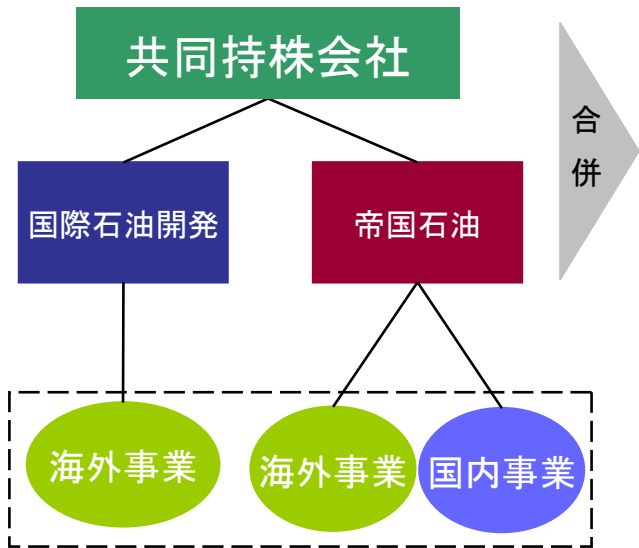 共同持株会社
合
併
国際石油開発
帝国石油
海外事業
海外事業
国内事業